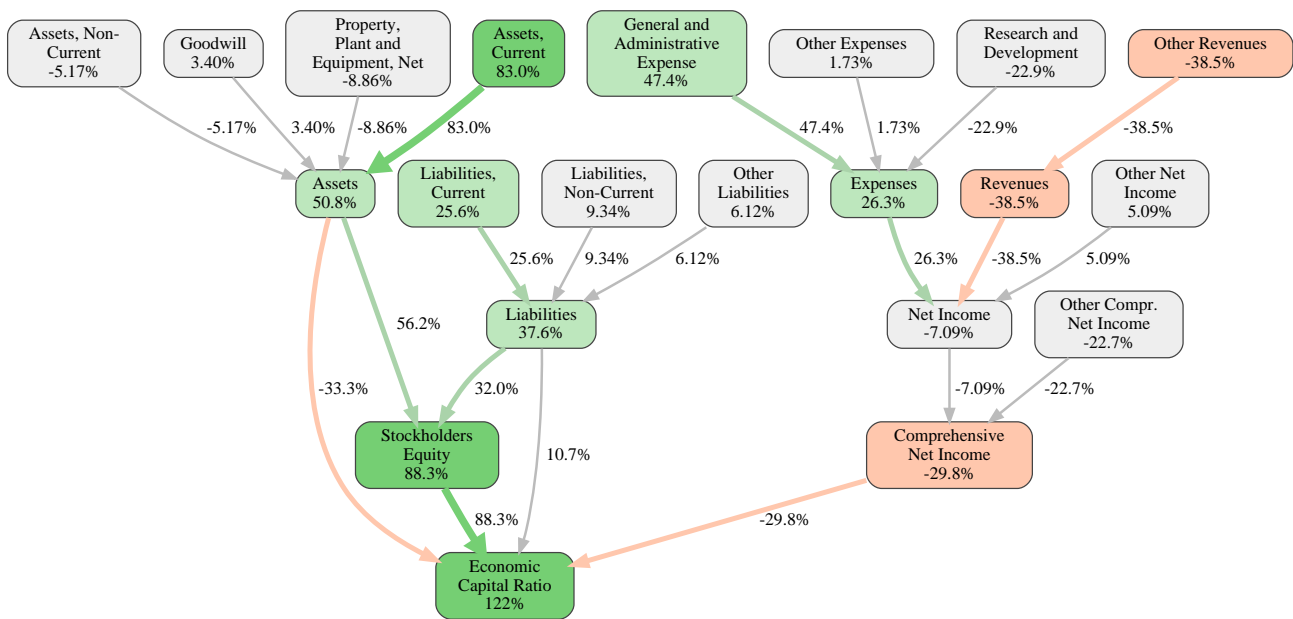 Assets, Non-
Current
-5.17%
Goodwill
3.40%
Property,
Plant and
Equipment, Net
-8.86%
Assets,
Current
83.0%
General and
Administrative
Expense
47.4%
Other Expenses
1.73%
Research and
Development
-22.9%
Other Revenues
-38.5%
-5.17%
3.40%
-8.86%
83.0%
47.4%
1.73%
-22.9%
-38.5%
Assets
50.8%
Liabilities,
Current
25.6%
Liabilities,
Non-Current
9.34%
Other
Liabilities
6.12%
Expenses
26.3%
Revenues
-38.5%
Other Net
Income
5.09%
25.6%
9.34%
6.12%
26.3%
-38.5%
5.09%
56.2%
Liabilities
37.6%
Net Income
-7.09%
Other Compr.
Net Income
-22.7%
-33.3%
32.0%
-7.09%
-22.7%
Stockholders
Equity
88.3%
10.7%
Comprehensive
Net Income
-29.8%
88.3%
-29.8%
Economic
Capital Ratio
122%